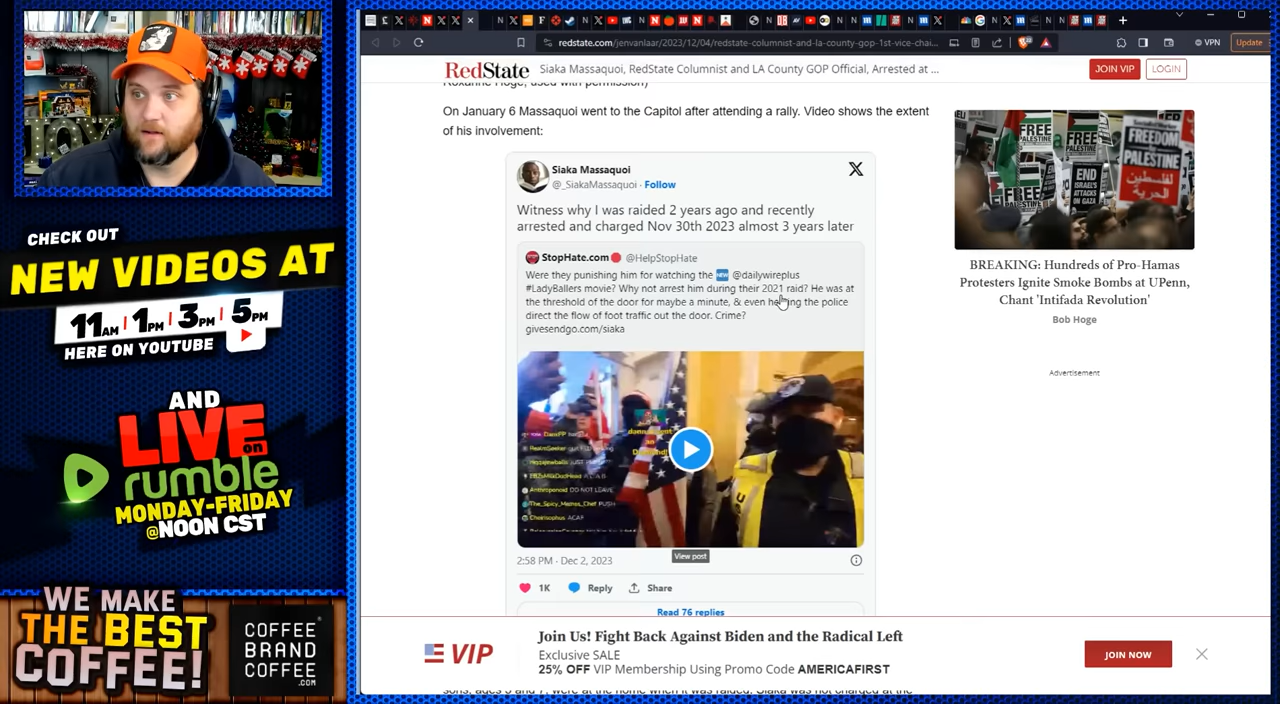 redstate.com/jenvanlaar/2023/12/04/redstate-columnist-and-la-county-gop-1st-vice-chai...
VPN
Update
RedState
Siaka Massaquoi, RedState Columnist and LA County GOP Official, Arrested at ...
JOIN VIP
LOGIN
On January 6 Massaquoi went to the Capitol after attending a rally. Video shows the extent
of his involvement:
Siaka Massaquoi
@_SiakaMassaquoi · Follow
Witness why I was raided 2 years ago and recently
arrested and charged Nov 30th 2023 almost 3 years later
StopHate.com @HelpStopHate
Were they punishing him for watching the NEW @dailywireplus
#LadyBallers movie? Why not arrest him during their 2021 raid? He was at
the threshold of the door for maybe a minute, & even helping the police
direct the flow of foot traffic out the door. Crime?
givesendgo.com/siaka
DO NOT LEAVE
View post
2:58 PM · Dec 2, 2023
1K
Reply
Share
Read 76 replies
FREE
FREE
PALESTINE
END
ISRAEL'S
ATTACKS
ON GAZA
FREEDOM
PALESTINE
BREAKING: Hundreds of Pro-Hamas
Protesters Ignite Smoke Bombs at UPenn,
Chant 'Intifada Revolution'
Bob Hoge
Advertisement
VIP
Join Us! Fight Back Against Biden and the Radical Left
Exclusive SALE
25% OFF VIP Membership Using Promo Code AMERICAFIRST
JOIN NOW
CHECK OUT
NEW VIDEOS AT
11AM | 1PM | 3PM | 5PM
HERE ON YOUTUBE
AND
LIVE
on
rumble
MONDAY-FRIDAY
@NOON CST
WE MAKE
THE BEST
COFFEE!
COFFEE
BRAND
COFFEE
.COM